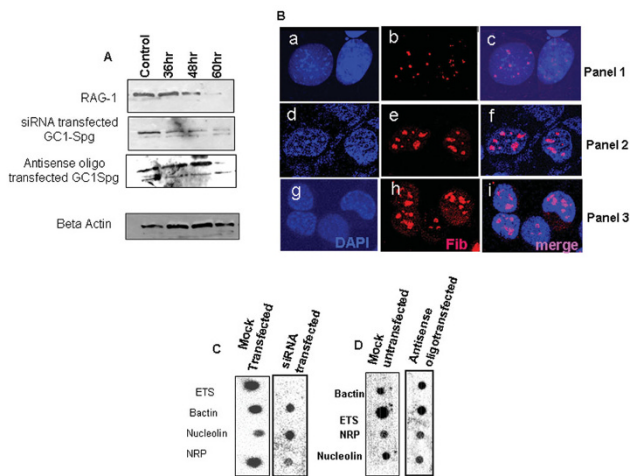 A
Control
36hr
48hr
60hr
RAG-1
siRNA transfected
GC1-Spg
Antisense oligo
transfected GC1Spg
Beta Actin
B
a
b
c
Panel 1
d
e
f
Panel 2
g
h
i
Panel 3
DAPI
Fib
merge
C
Mock
Transfected
siRNA
transfected
ETS
Bactin
Nucleolin
NRP
D
Mock
untransfected
Antisense
oligotransfected
Bactin
ETS
NRP
Nucleolin